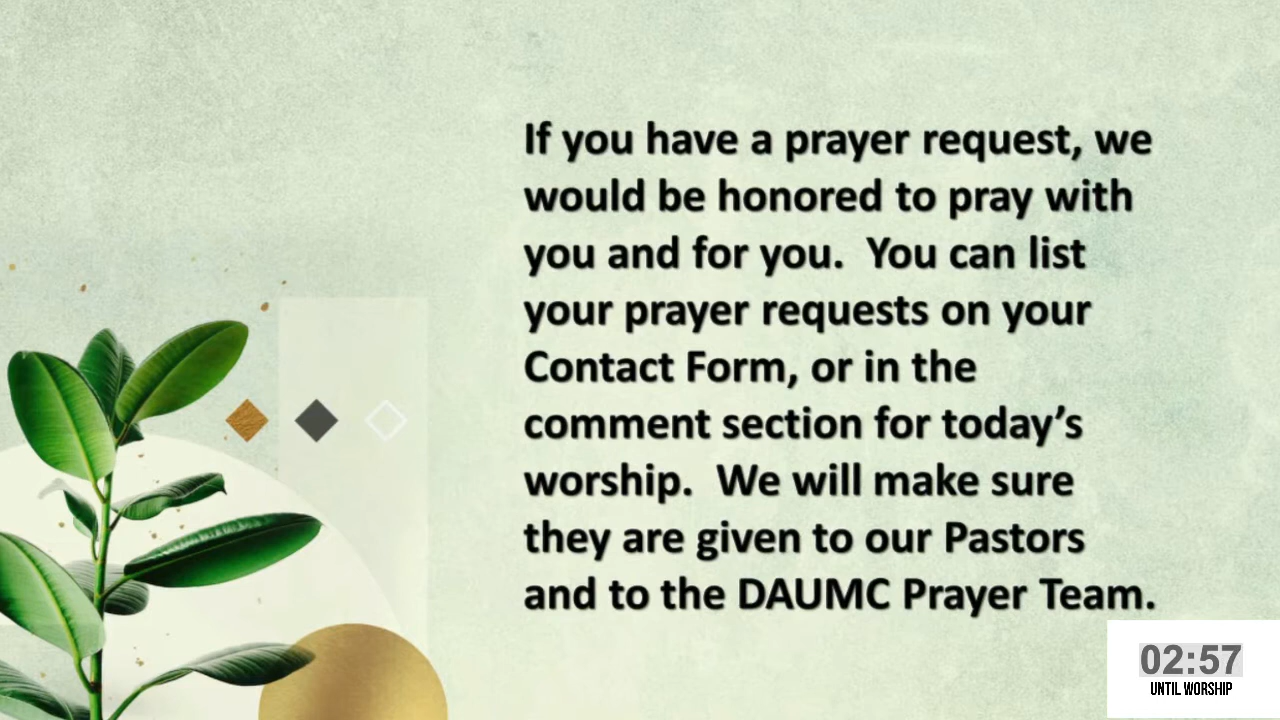 If you have a prayer request, we
would be honored to pray with
you and for you.  You can list
your prayer requests on your
Contact Form, or in the
comment section for today’s
worship.  We will make sure
they are given to our Pastors
and to the DAUMC Prayer Team.
02:57
UNTIL WORSHIP